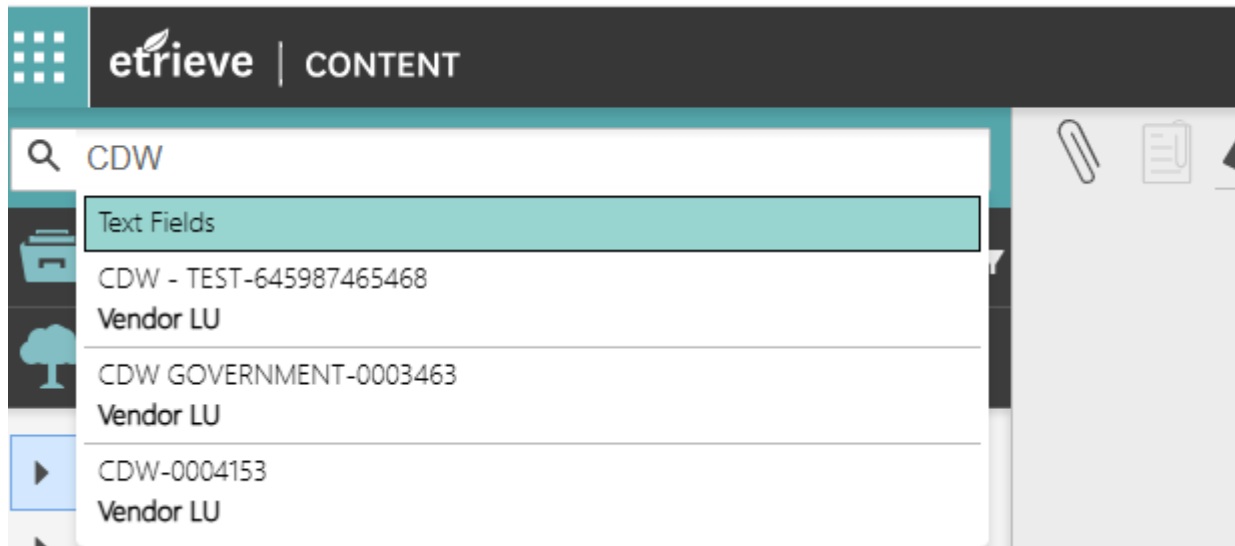 etrieve | CONTENT
CDW
Text Fields
CDW - TEST-645987465468
Vendor LU
CDW GOVERNMENT-0003463
Vendor LU
CDW-0004153
Vendor LU